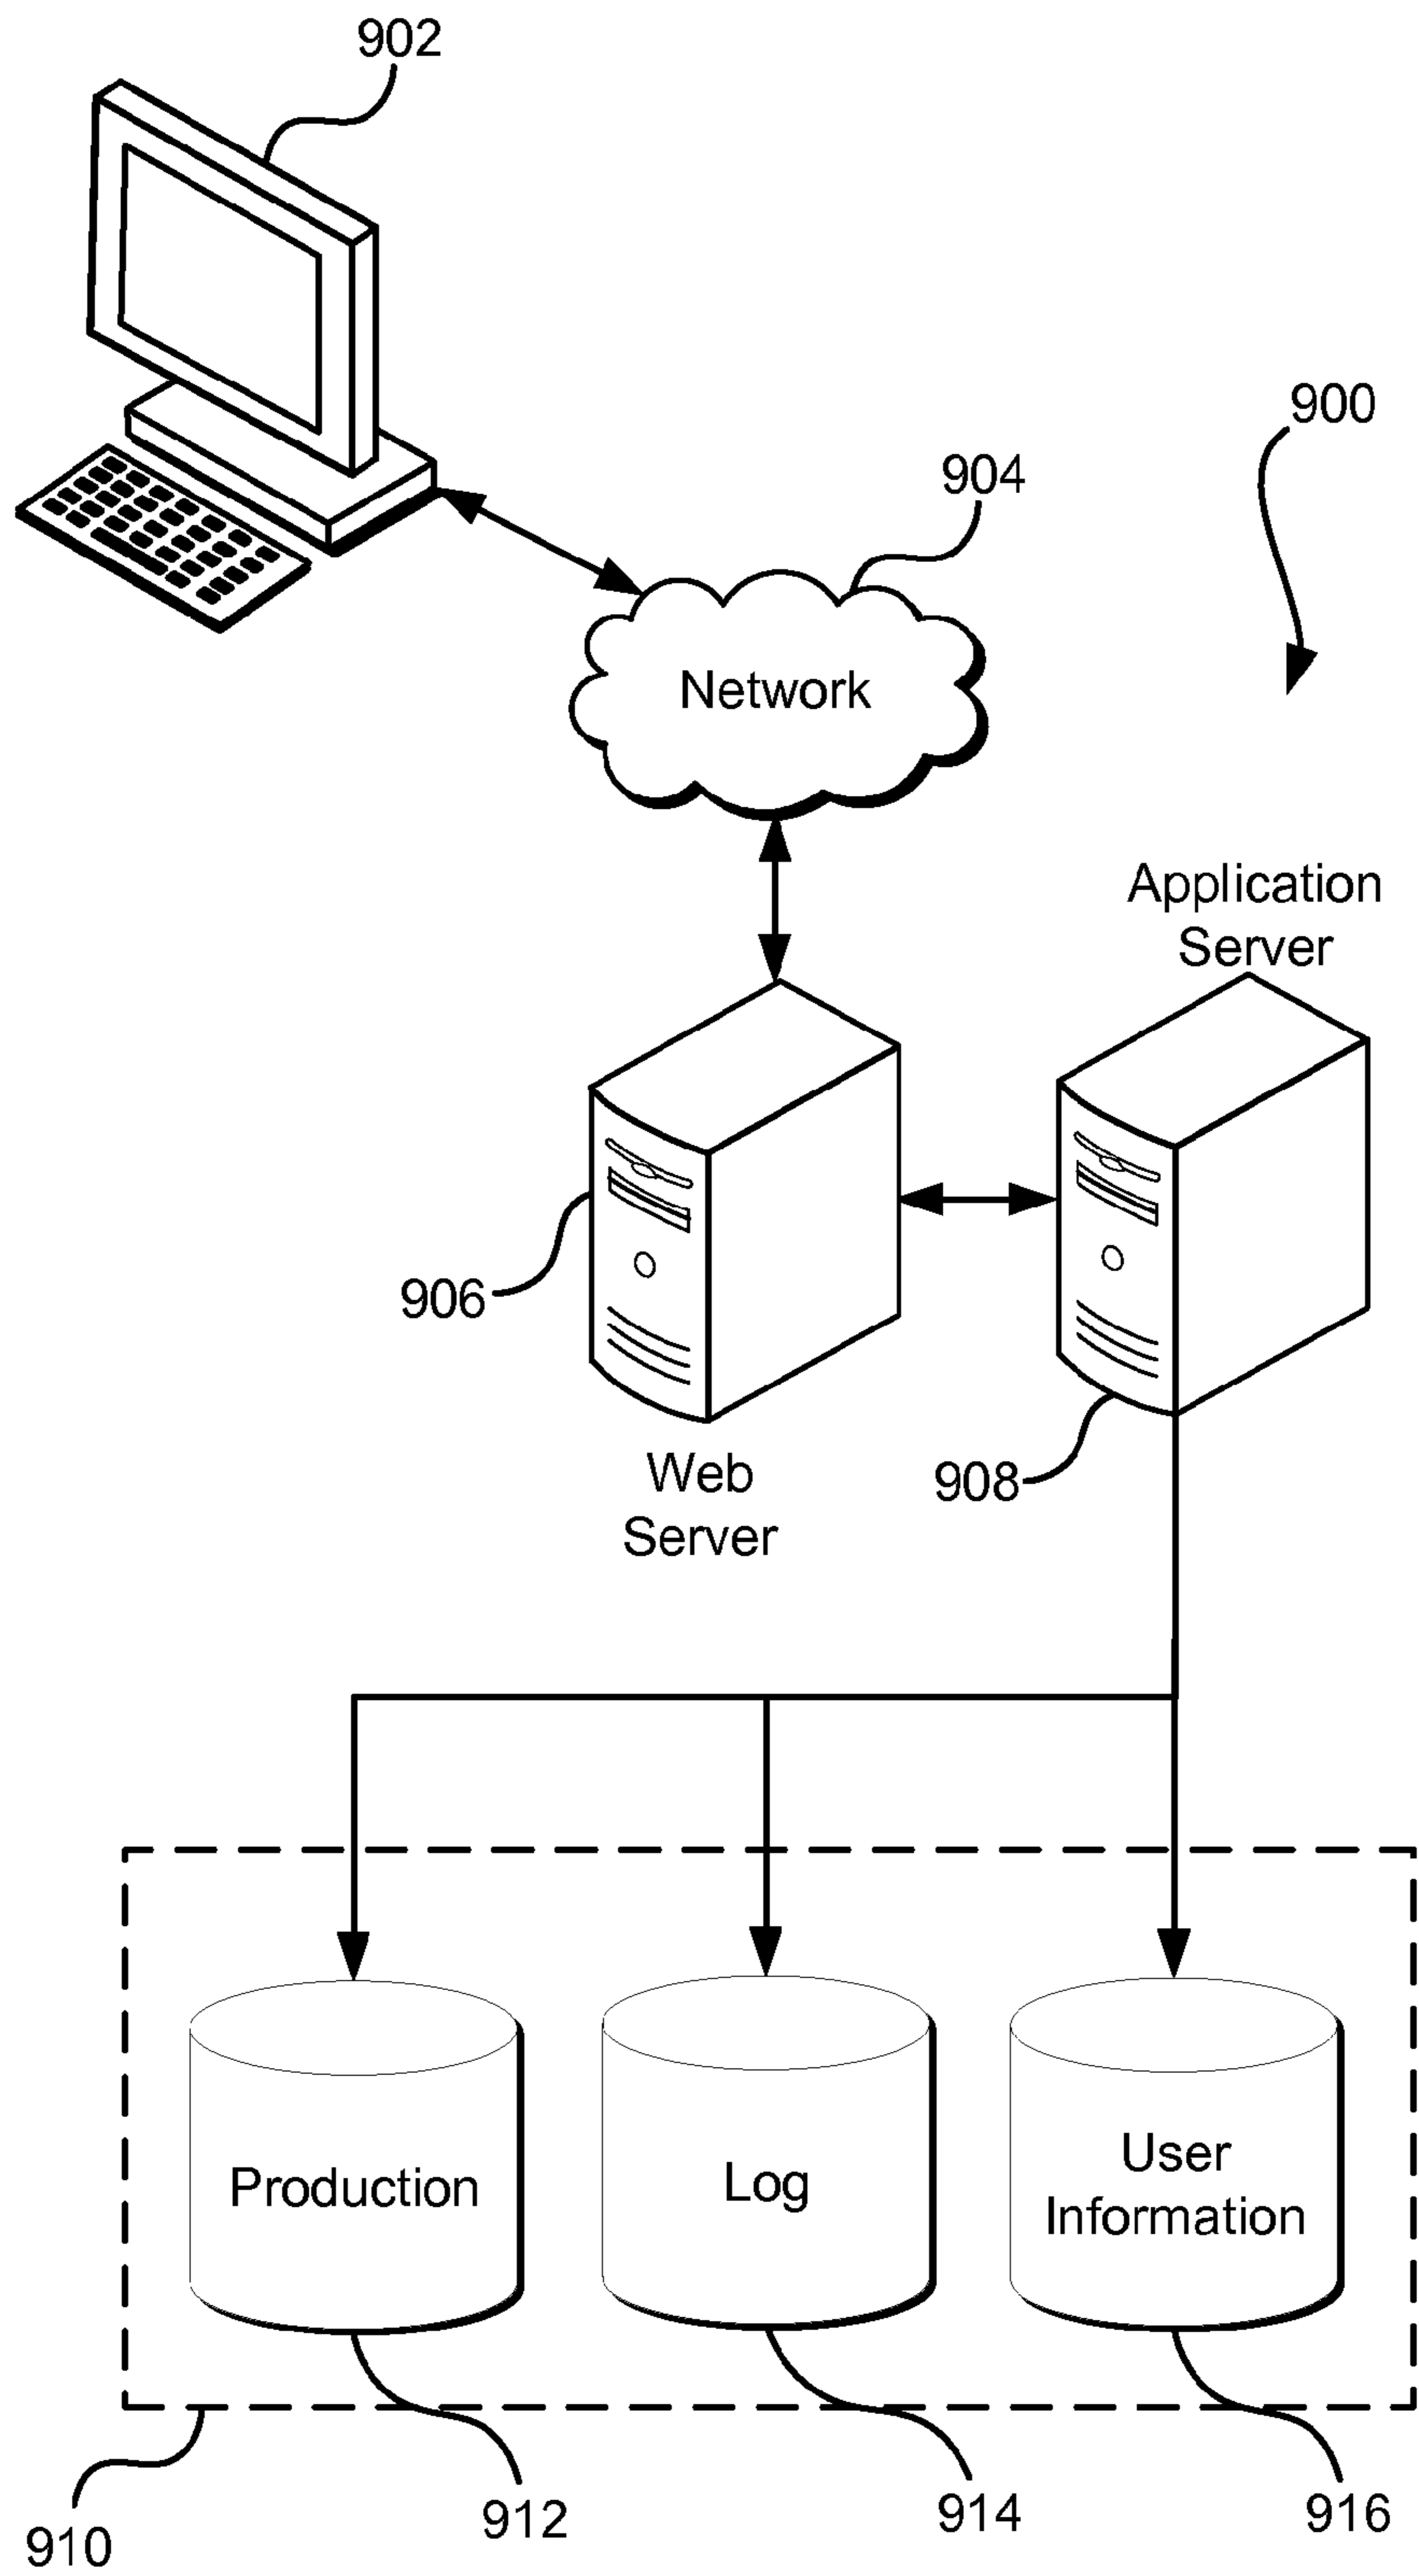 902
900
904
Network
Application
Server
906
908
Web
Server
Production
Log
User
Information
910
912
914
916